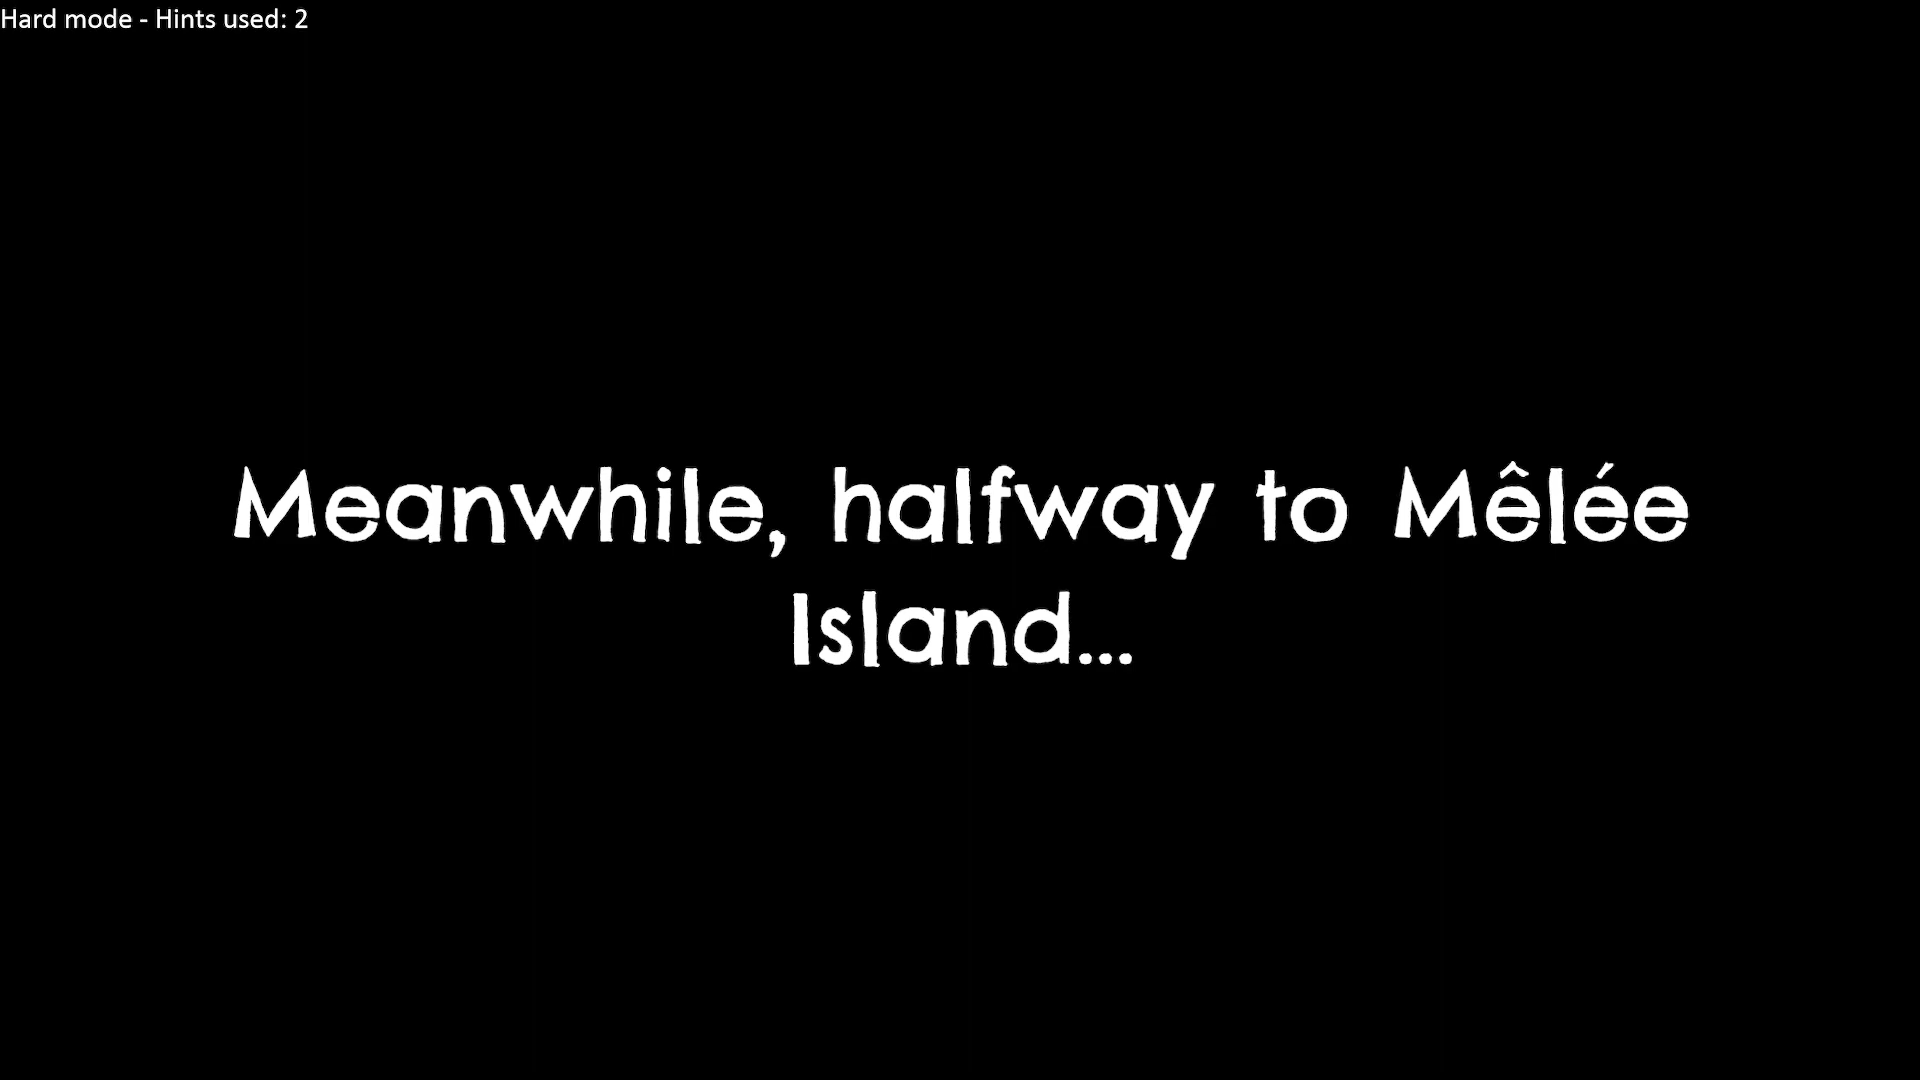 Hard mode - Hints used: 2
Meanwhile, halfway to Mêlée
Island...